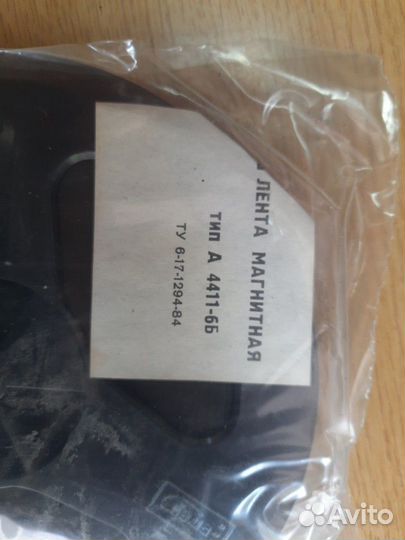 ЛЕНТА МАГНИТНАЯ
ТИП А 4411-6Б
ТУ 6-17-1294-84
Avito